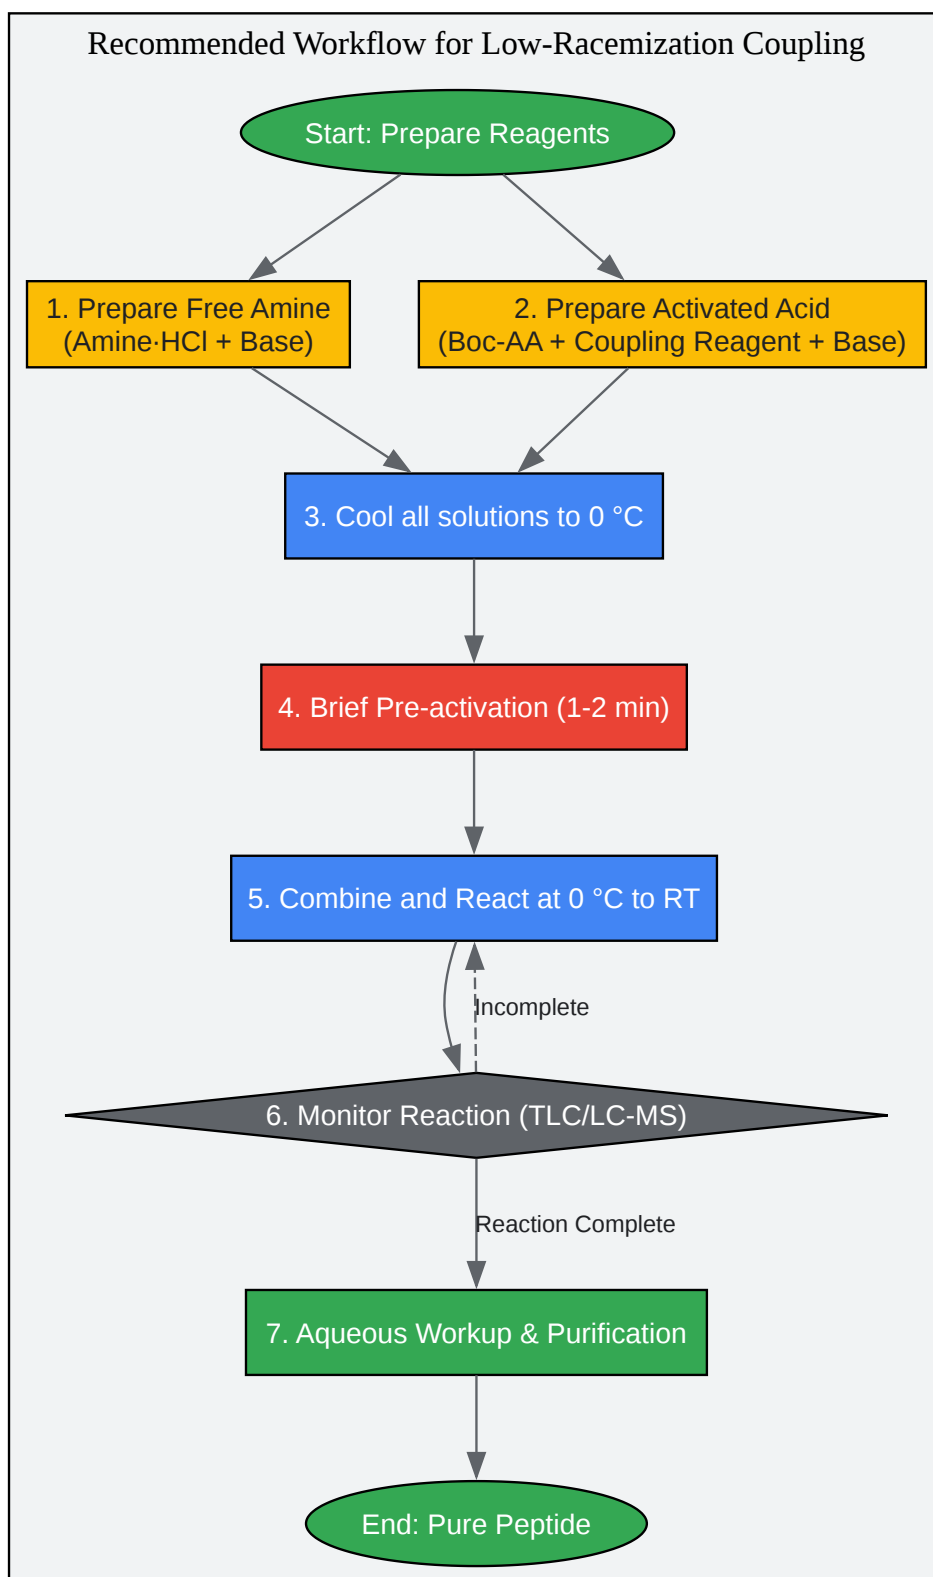 Recommended Workflow for Low-Racemization Coupling
Start: Prepare Reagents
1. Prepare Free Amine
(Amine·HCl + Base)
2. Prepare Activated Acid
(Boc-AA + Coupling Reagent + Base)
3. Cool all solutions to 0 °C
4. Brief Pre-activation (1-2 min)
5. Combine and React at 0 °C to RT
Incomplete
6. Monitor Reaction (TLC/LC-MS)
Reaction Complete
7. Aqueous Workup & Purification
End: Pure Peptide